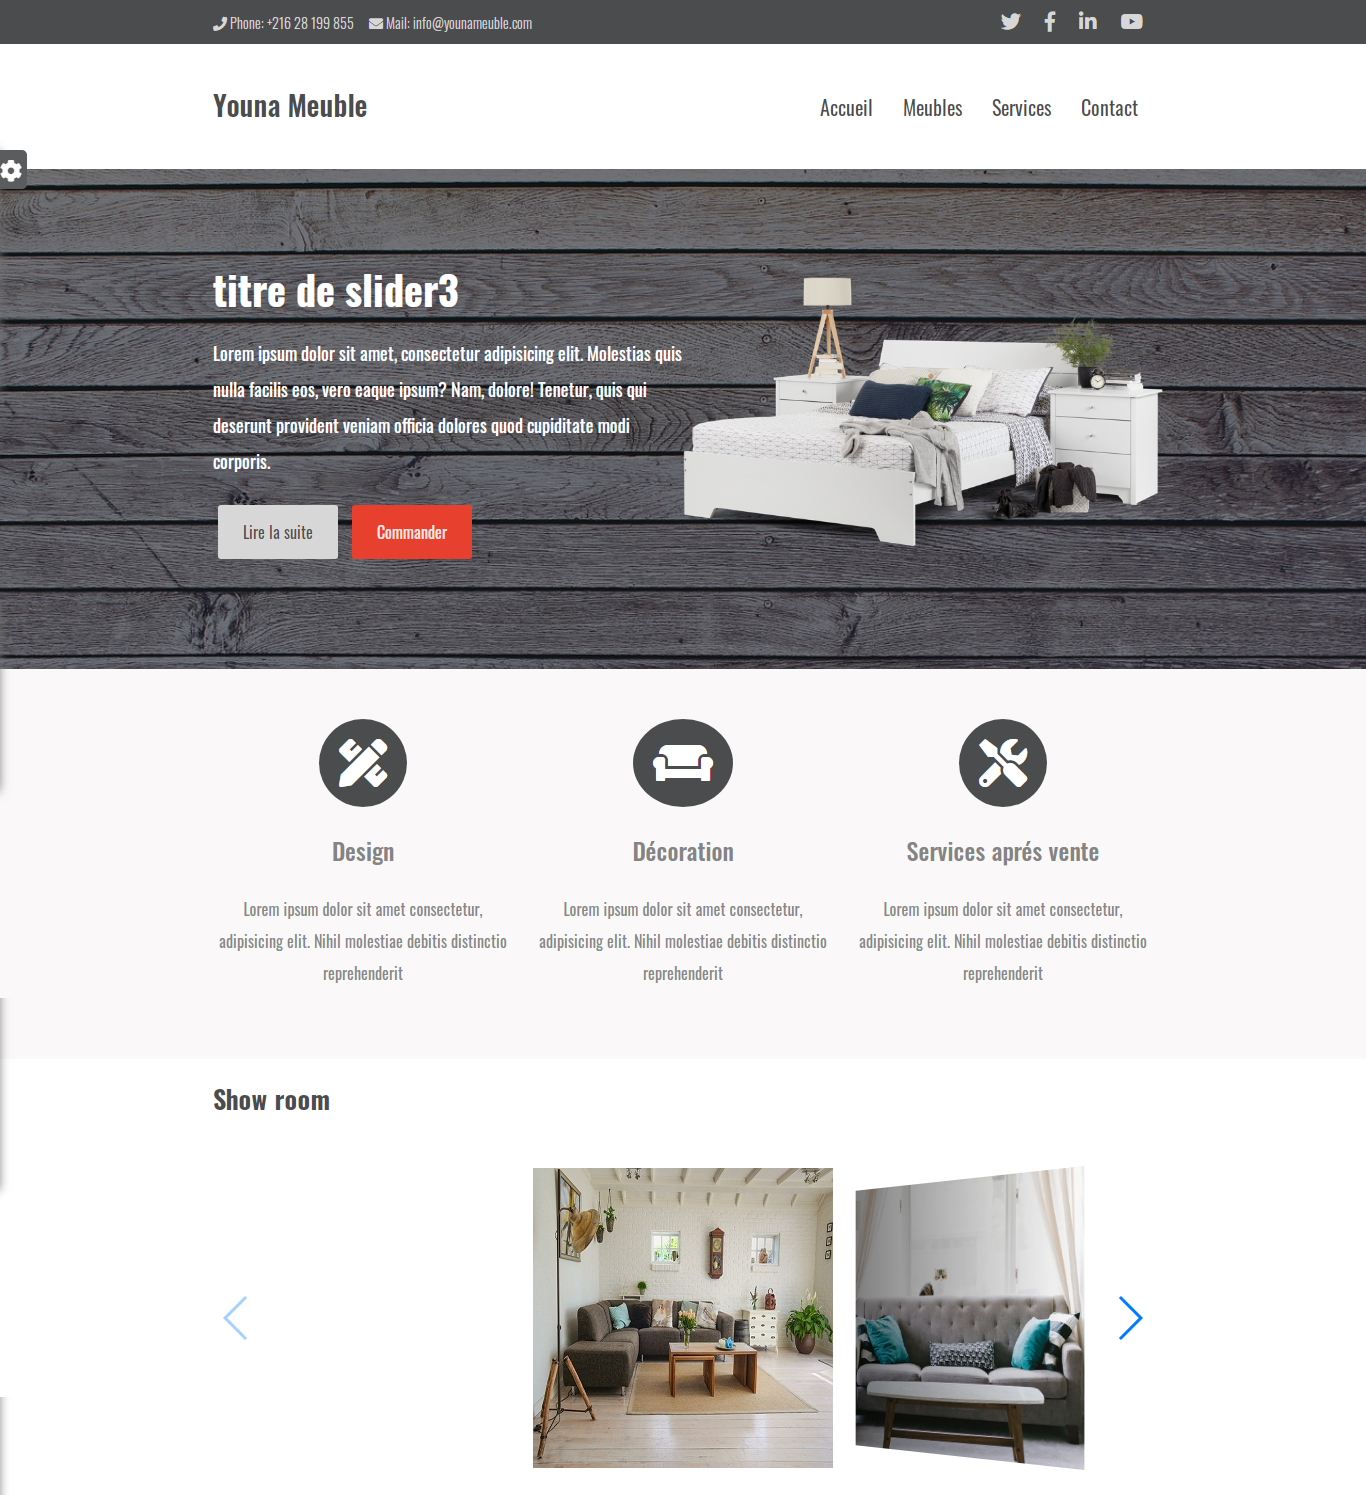 Phone: +216 28 199 855 Mail: info@younameuble.com
Youna Meuble
Accueil Meubles Services Contact
titre de slider3
Lorem ipsum dolor sit amet, consectetur adipisicing elit. Molestias quis
nulla facilis eos, vero eaque ipsum? Nam, dolore! Tenetur, quis qui
deserunt provident veniam officia dolores quod cupiditate modi
corporis.
Lire la suite Commander
Design
Lorem ipsum dolor sit amet consectetur,
adipisicing elit. Nihil molestiae debitis distinctio
reprehenderit
Décoration
Lorem ipsum dolor sit amet consectetur,
adipisicing elit. Nihil molestiae debitis distinctio
reprehenderit
Services aprés vente
Lorem ipsum dolor sit amet consectetur,
adipisicing elit. Nihil molestiae debitis distinctio
reprehenderit
Show room